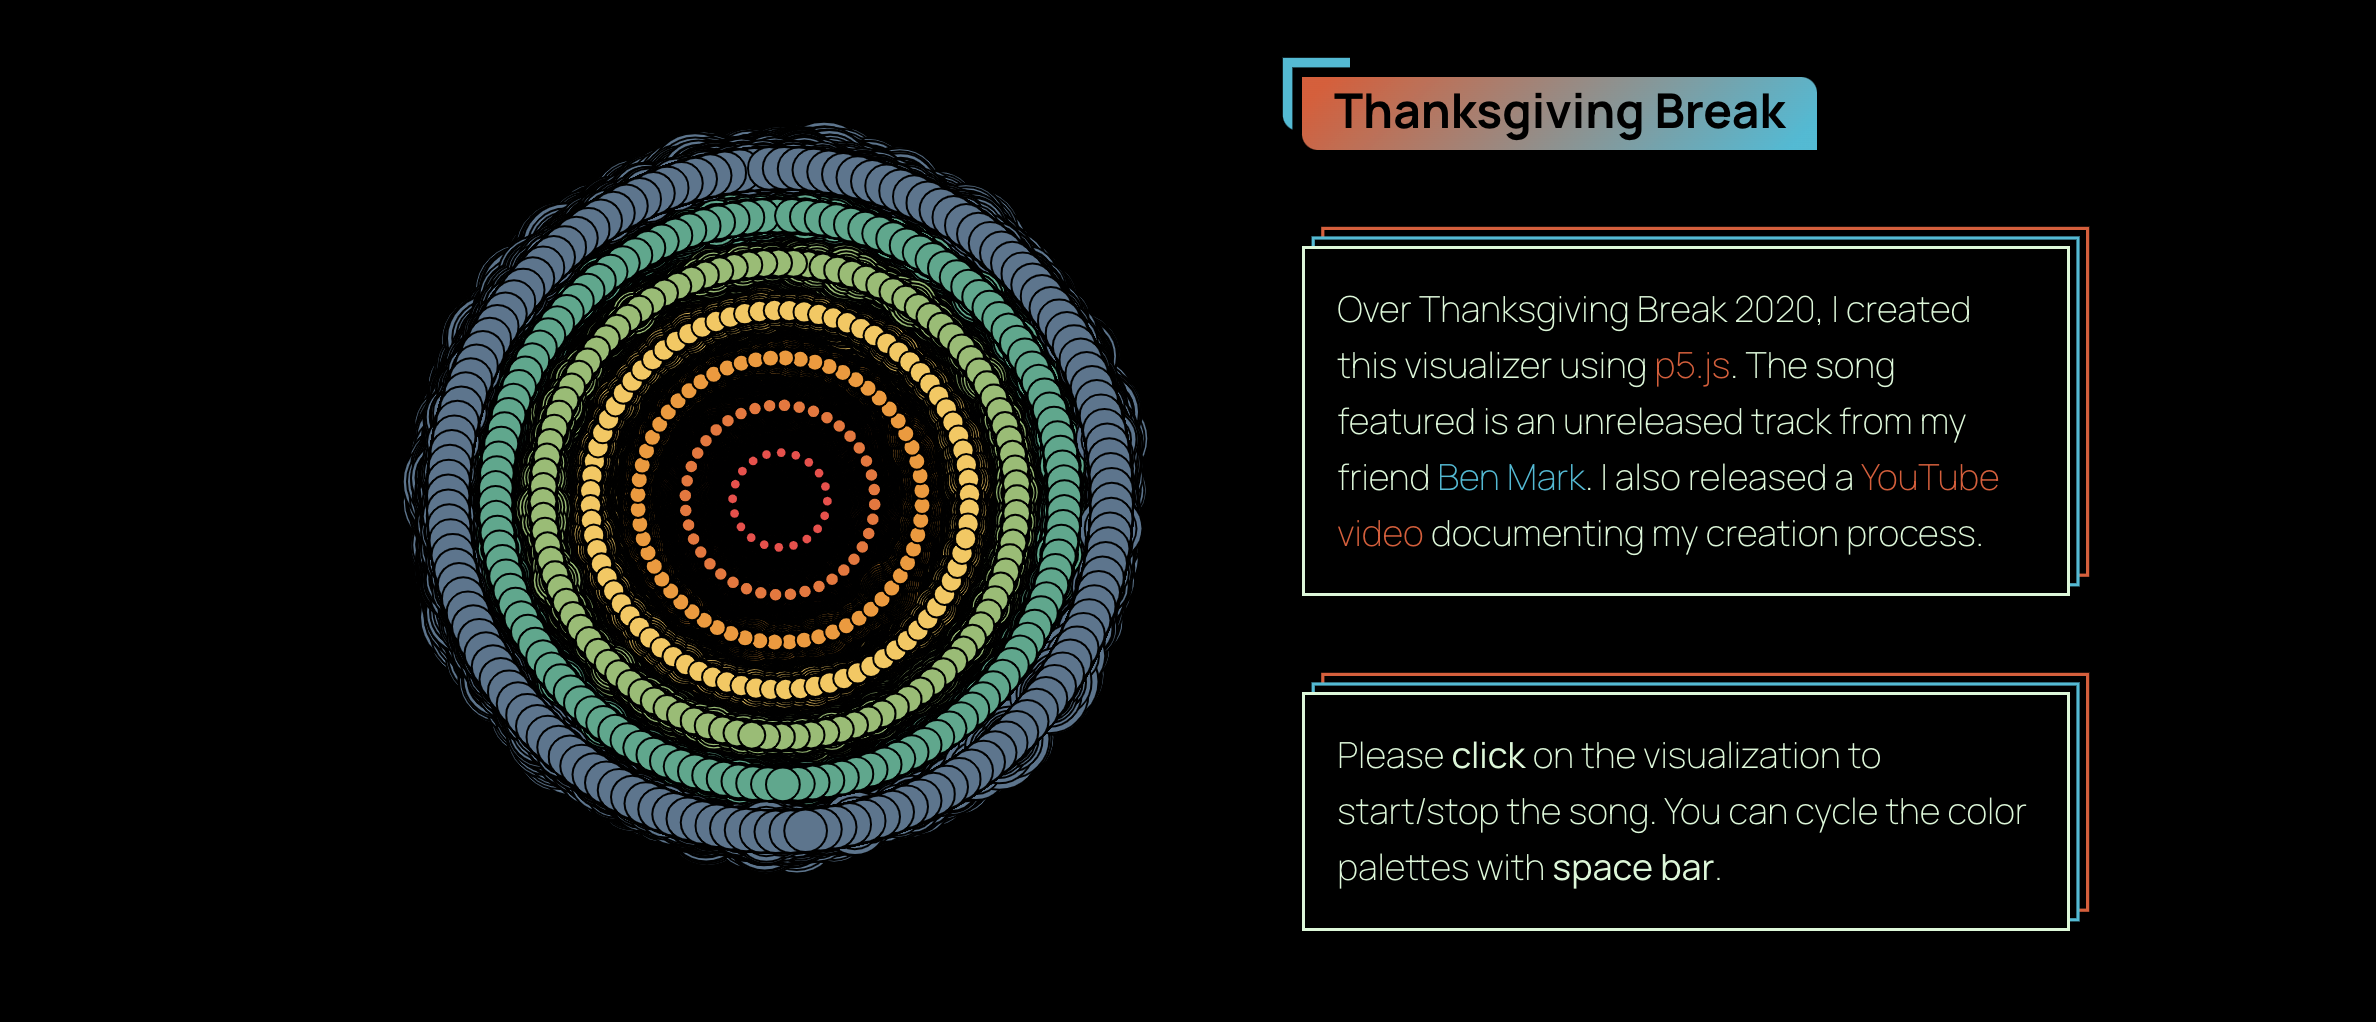 Thanksgiving Break
Over Thanksgiving Break 2020, I created
this visualizer using p5.js. The song
featured is an unreleased track from my
friend Ben Mark. I also released a YouTube
video documenting my creation process.
Please click on the visualization to
start/stop the song. You can cycle the color
palettes with space bar.